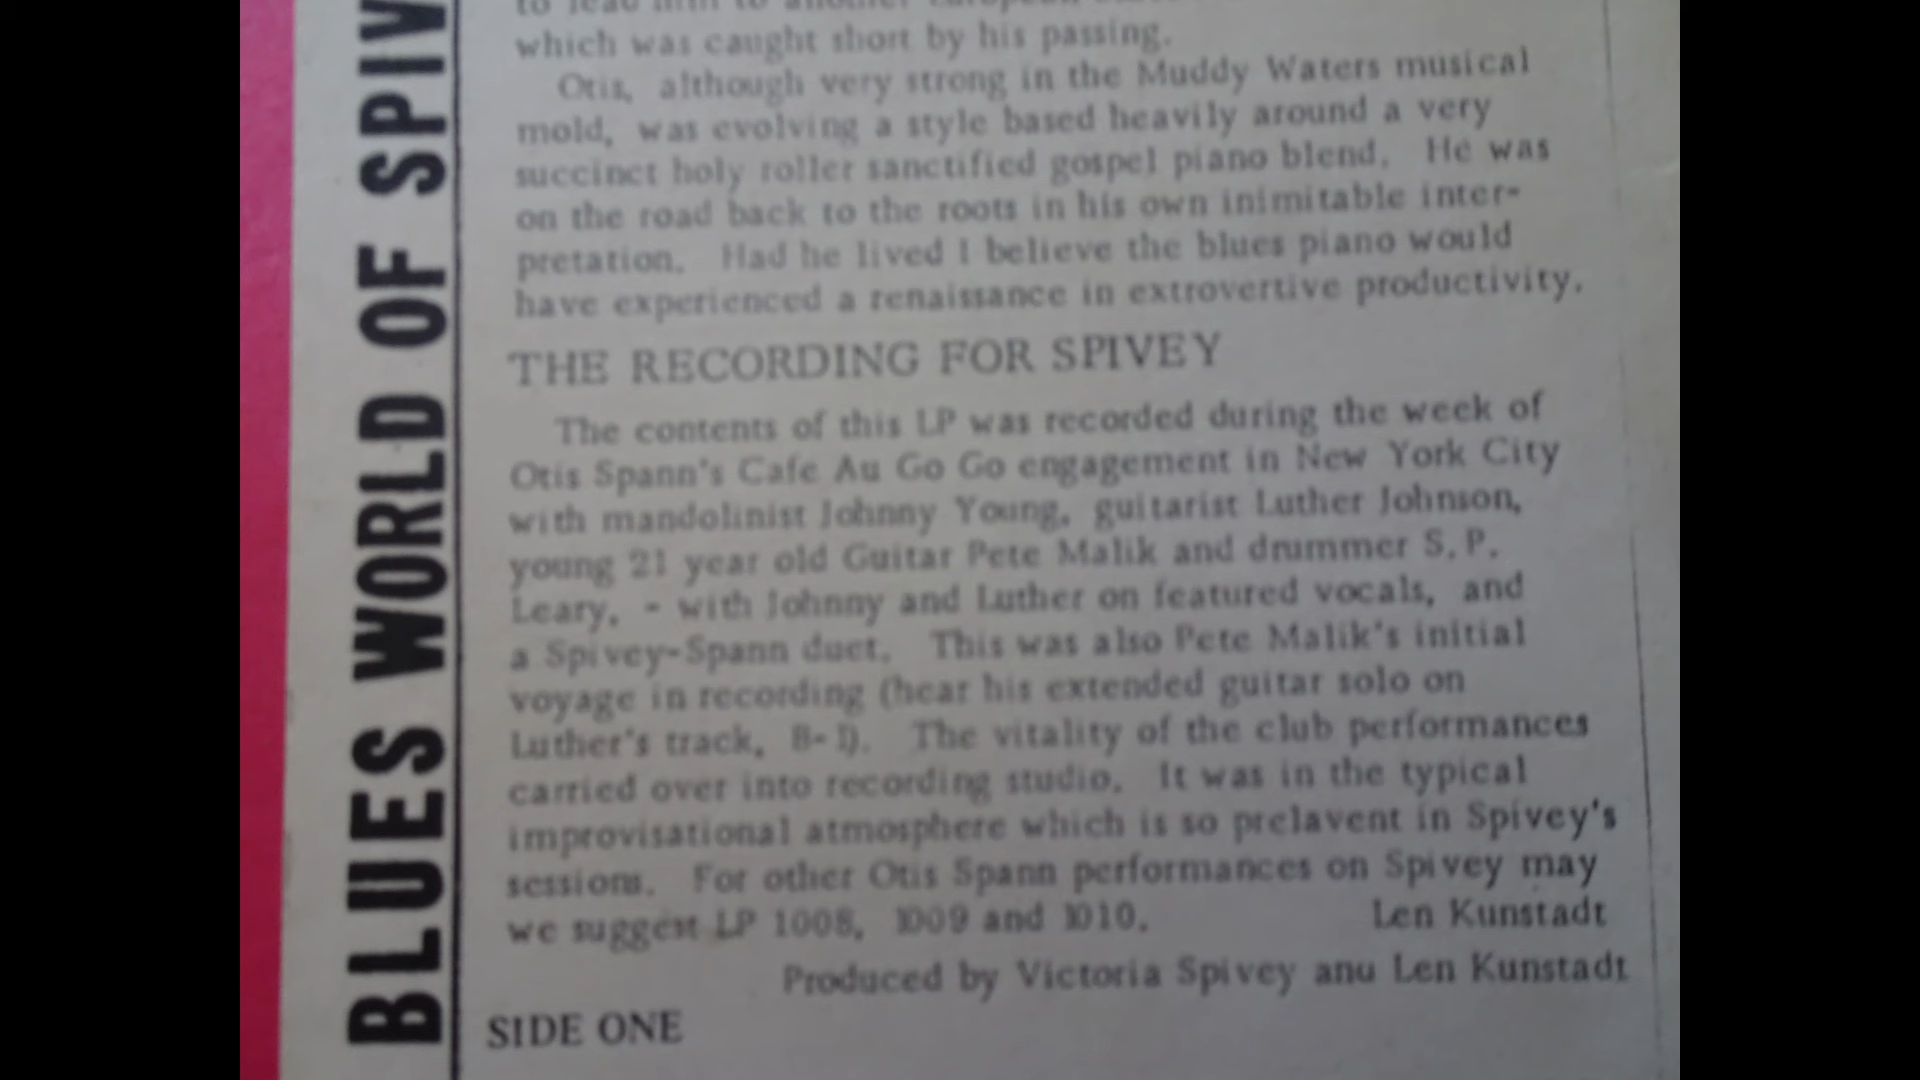 BLUES WORLD OF SPIV
to lead him to another European
which was caught short by his passing.
Otis, although very strong in the Muddy Waters musical
mold, was evolving a style based heavily around a very
succinct holy roller sanctified gospel piano blend. He was
on the road back to the roots in his own inimitable inter-
pretation. Had he lived I believe the blues piano would
have experienced a renaissance in extrovertive productivity.
THE RECORDING FOR SPIVEY
The contents of this LP was recorded during the week of
Otis Spann's Cafe Au Go Go engagement in New York City
with mandolinist Johnny Young, guitarist Luther Johnson,
young 21 year old Guitar Pete Malik and drummer S. P.
Leary, - with Johnny and Luther on featured vocals, and
a Spivey-Spann duet. This was also Pete Malik's initial
voyage in recording (hear his extended guitar solo on
Luther's track, B-1). The vitality of the club performances
carried over into recording studio. It was in the typical
improvisational atmosphere which is so prelavent in Spivey's
sessions. For other Otis Spann performances on Spivey may
we suggest LP 1008, 1009 and 1010. Len Kunstadt
Produced by Victoria Spivey anu Len Kunstadt
SIDE ONE